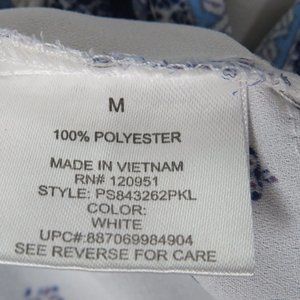 M
100% POLYESTER
MADE IN VIETNAM
RN# 120951
STYLE: PS843262PKL
COLOR:
WHITE
UPC#:887069984904
SEE REVERSE FOR CARE